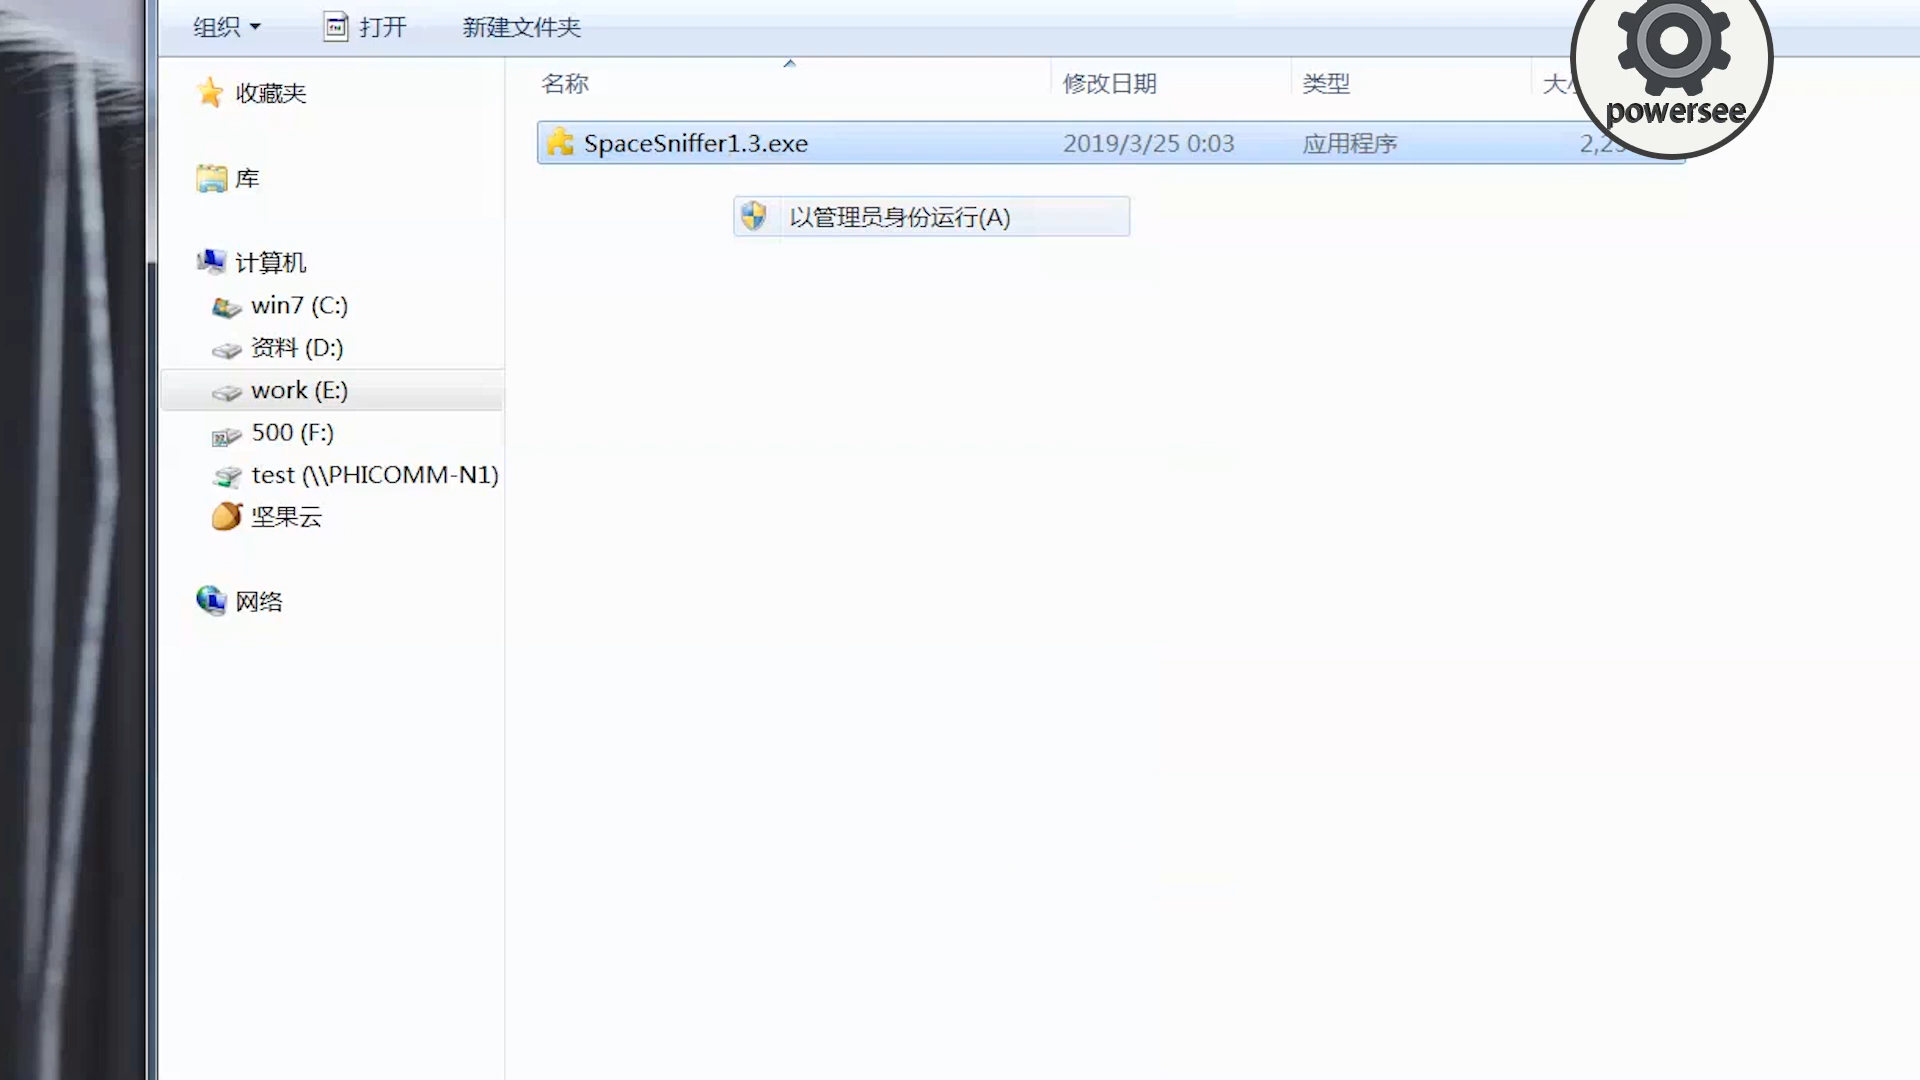 组织 打开 新建文件夹
powersee
名称 修改日期 类型
SpaceSniffer1.3.exe 2019/3/25 0:03 应用程序
以管理员身份运行(A)
收藏夹
库
计算机
win7 (C:)
资料 (D:)
work (E:)
500 (F:)
test (\\PHICOMM-N1)
坚果云
网络